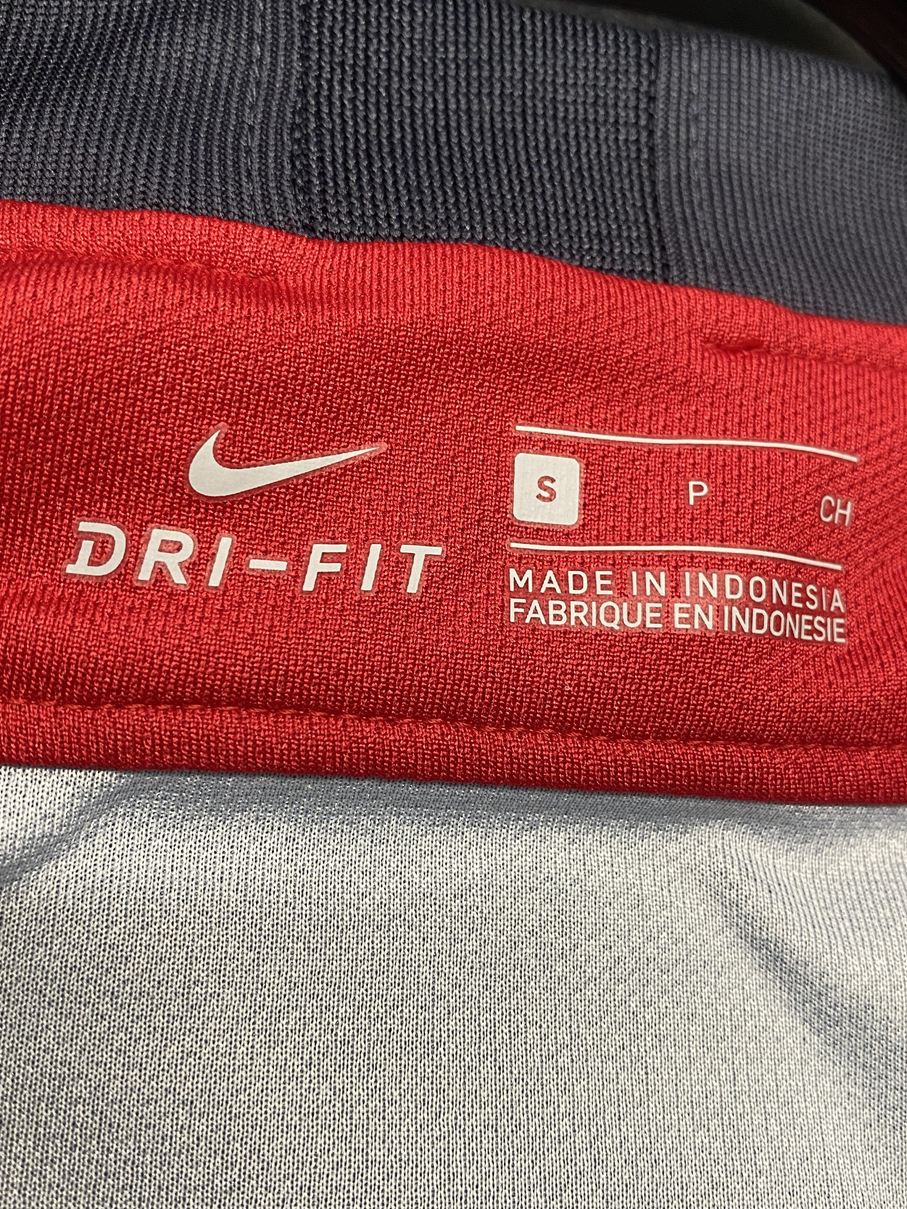 DRI-FIT
S P CH
MADE IN INDONESIA
FABRIQUE EN INDONESIE